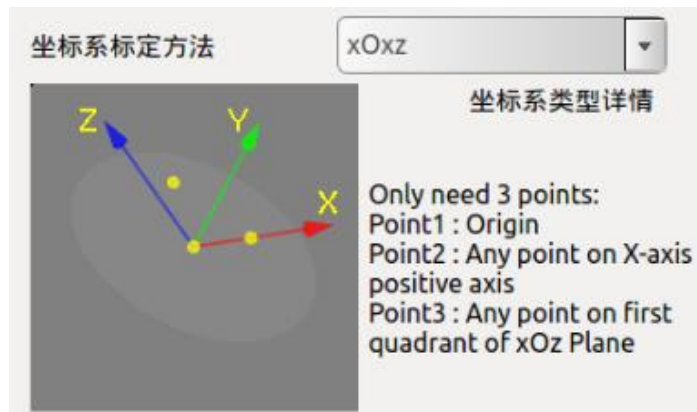 坐标系标定方法
xOxz
坐标系类型详情
Z
Y
X
Only need 3 points:
Point1 : Origin
Point2 : Any point on X-axis
positive axis
Point3 : Any point on first
quadrant of xOz Plane